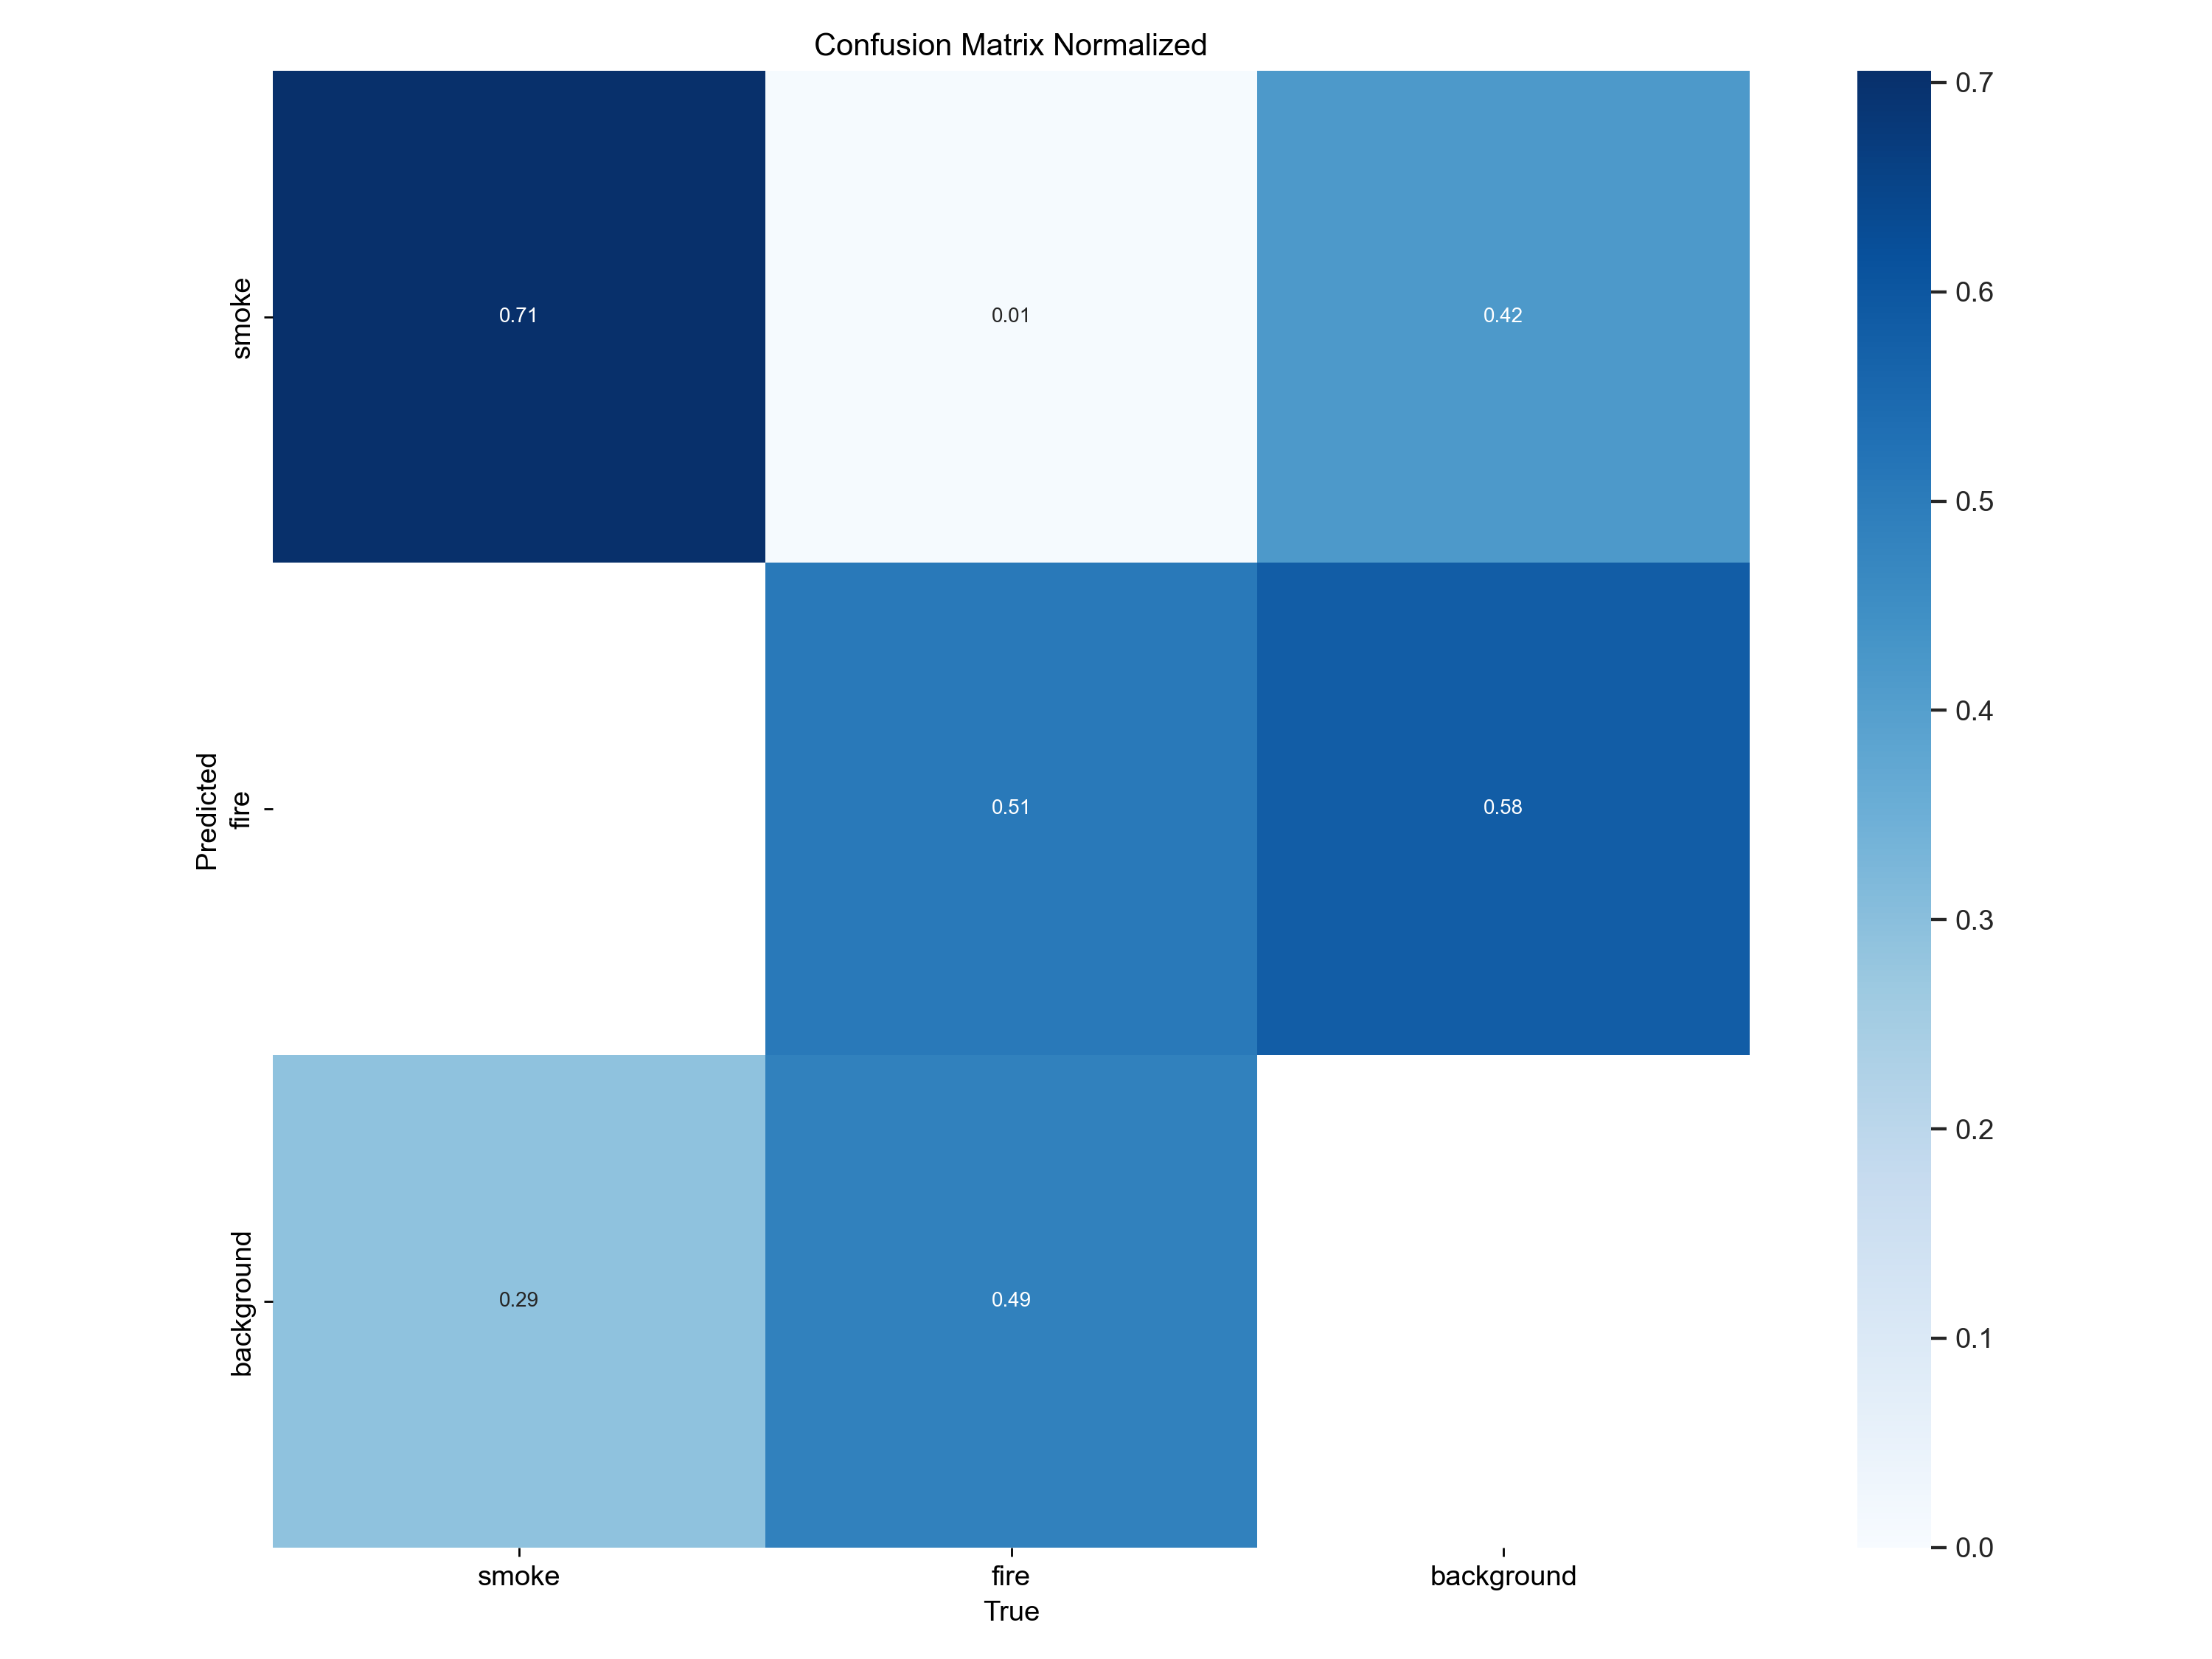 Confusion Matrix Normalized
Predicted
smoke
0.71
0.01
0.42
fire
0.51
0.58
background
0.29
0.49
smoke
fire
background
True
0.7
0.6
0.5
0.4
0.3
0.2
0.1
0.0